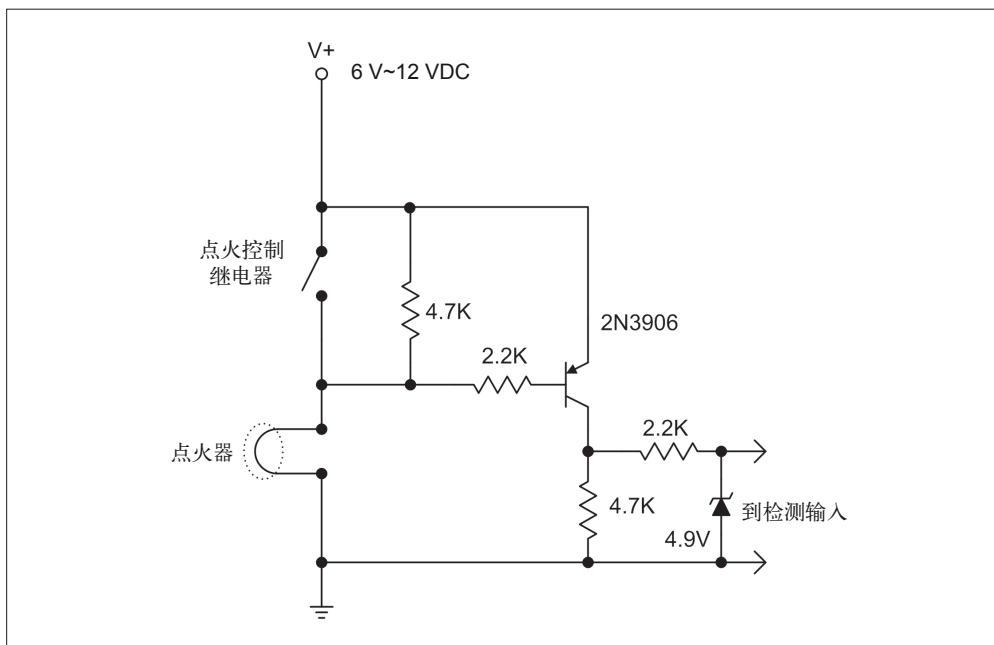 V+
6 V~12 VDC
点火控制
继电器
4.7K
2N3906
2.2K
2.2K
点火器
4.7K
到检测输入
4.9V